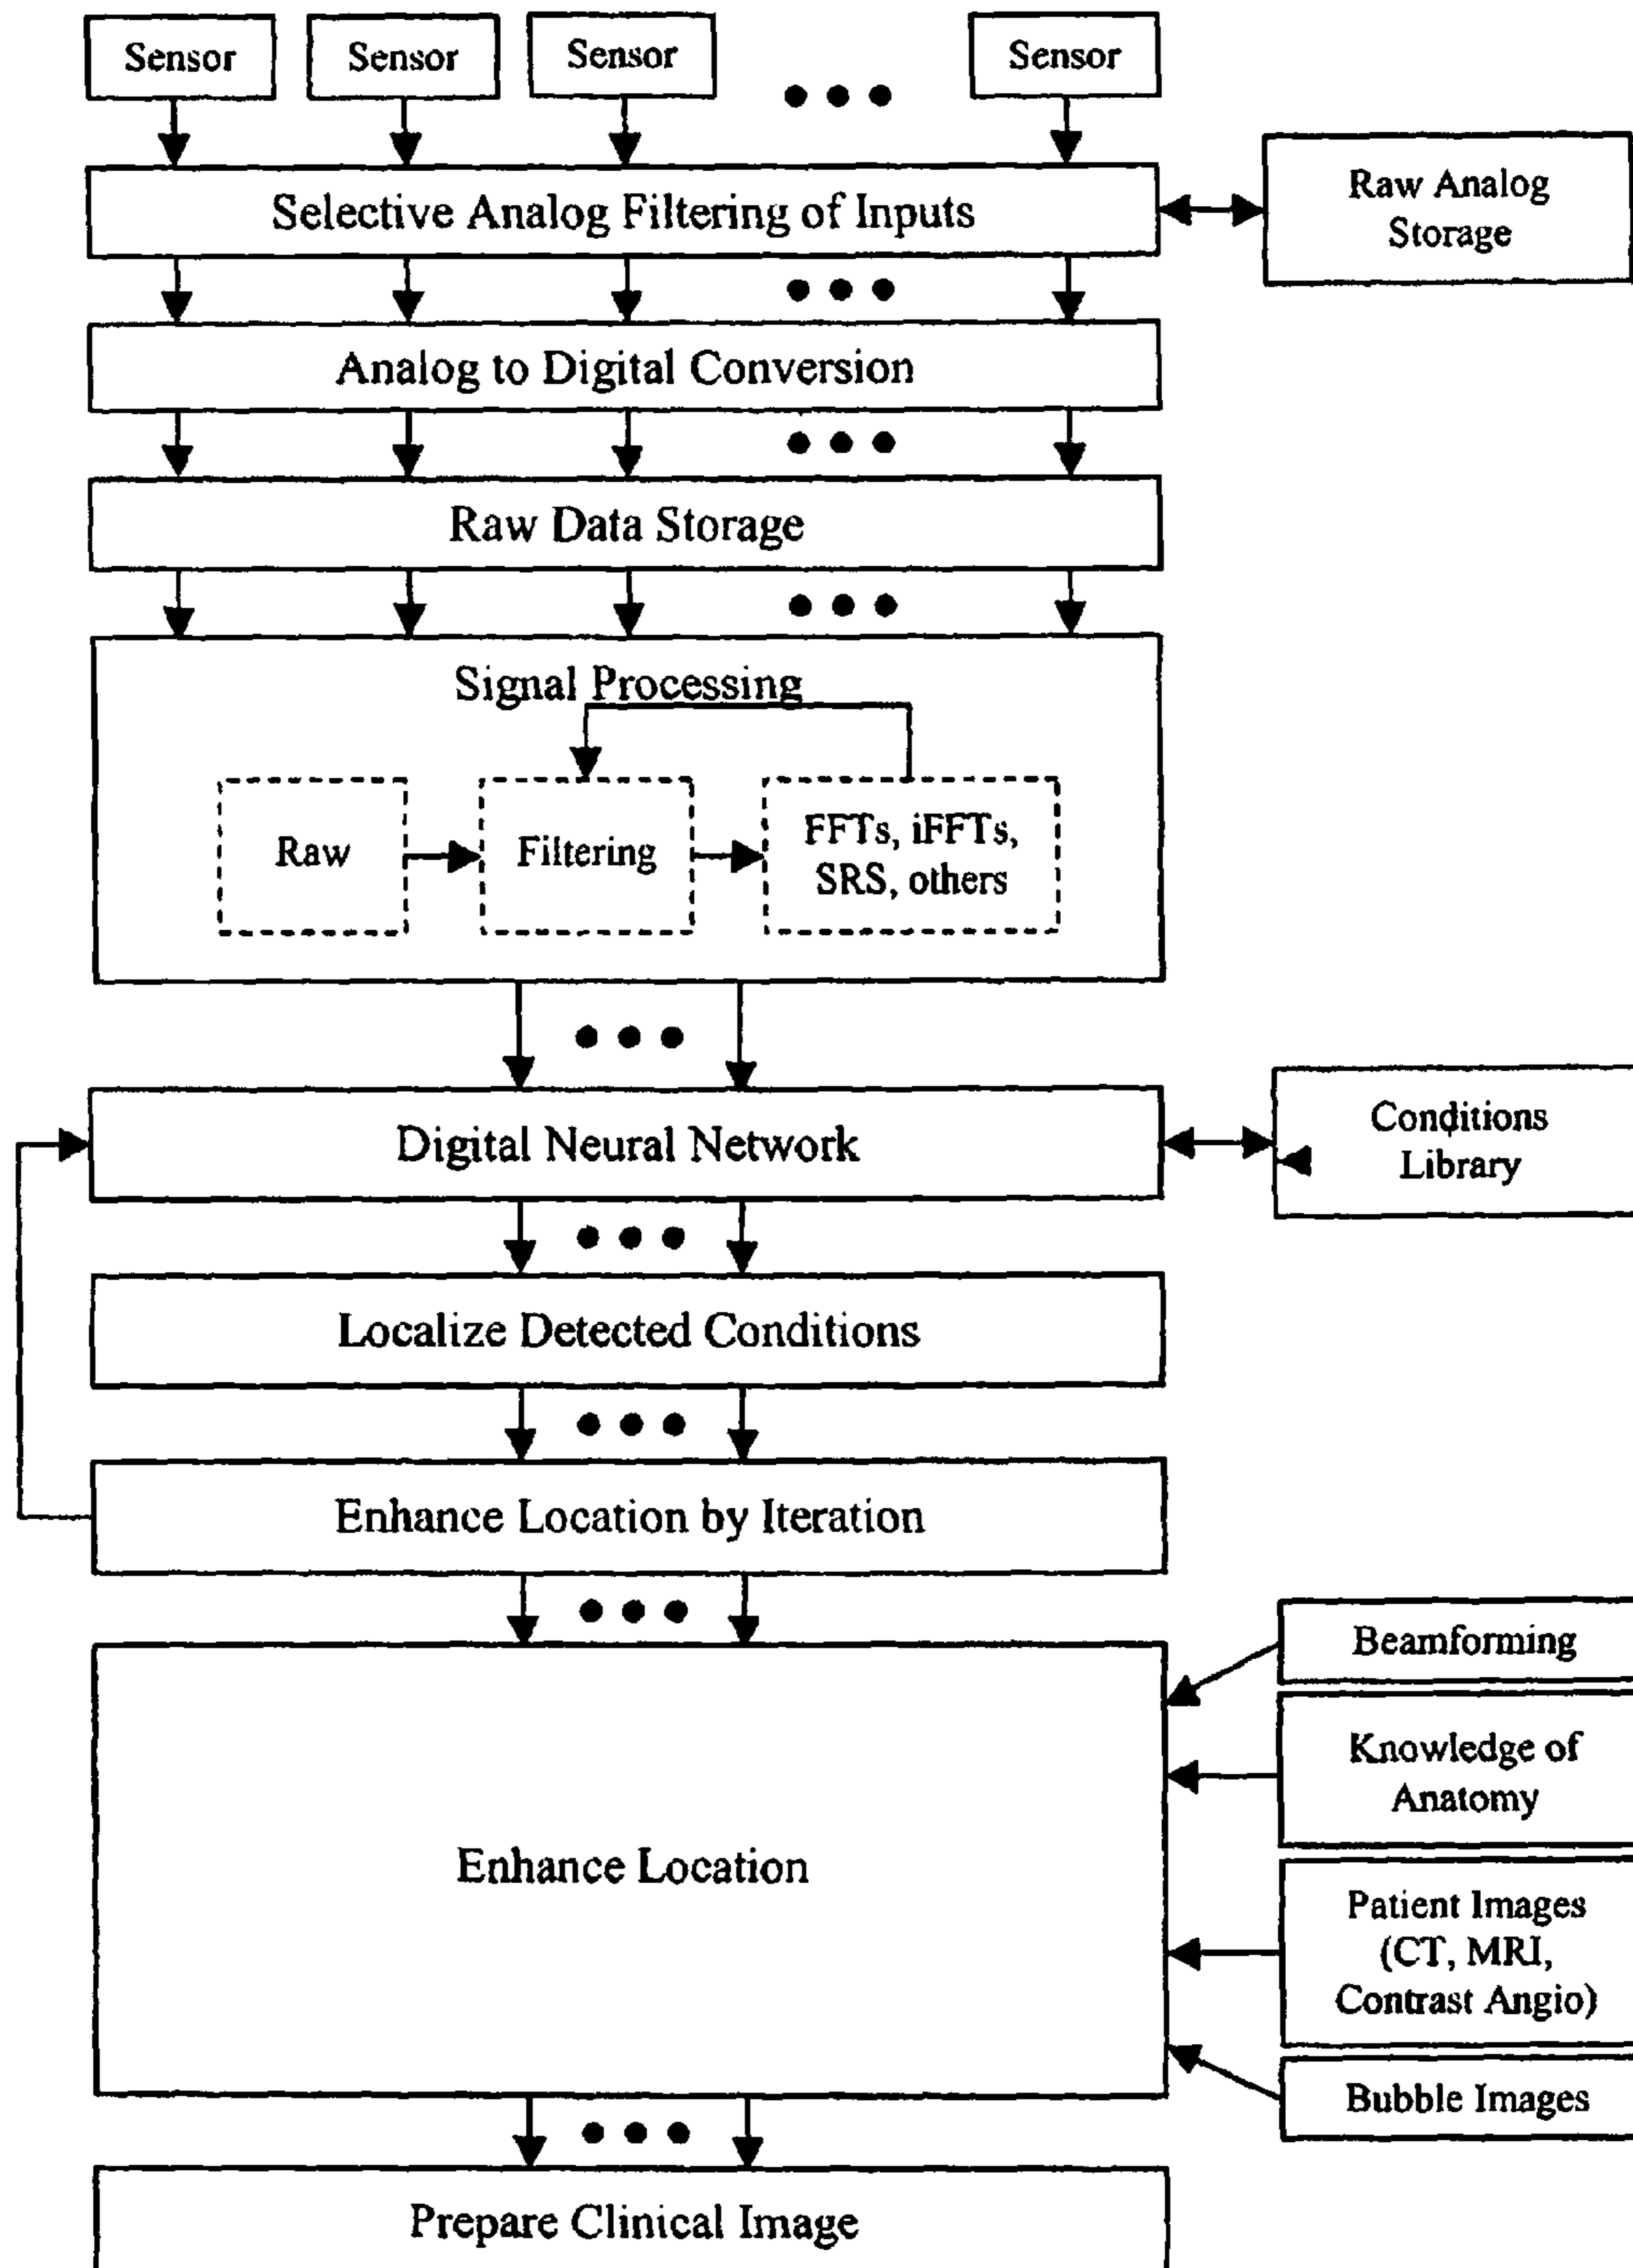 Sensor
Sensor
Sensor
Sensor
Selective Analog Filtering of Inputs
Raw Analog
Storage
Analog to Digital Conversion
Raw Data Storage
Signal Processing
Raw
Filtering
FFTs, iFFTs,
SRS, others
Digital Neural Network
Conditions
Library
Localize Detected Conditions
Enhance Location by Iteration
Enhance Location
Beamforming
Knowledge of
Anatomy
Patient Images
(CT, MRI,
Contrast Angio)
Bubble Images
Prepare Clinical Image